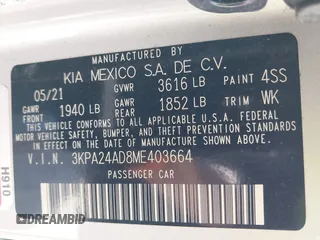 MANUFACTURED BY
KIA MEXICO S.A. DE C.V.
05/21 GVWR 3616 LB PAINT 4SS
GAWR FRONT 1940 LB GAWR REAR 1852 LB TRIM WK
THIS VEHICLE CONFORMS TO ALL APPLICABLE U.S.A. FEDERAL MOTOR VEHICLE
SAFETY, BUMPER, AND THEFT PREVENTION STANDARDS IN EFFECT
ON THE DATE OF MANUFACTURE SHOWN ABOVE.
V.I.N. 3KPA24AD8ME403664
PASSENGER CAR
H910
DREAMBID